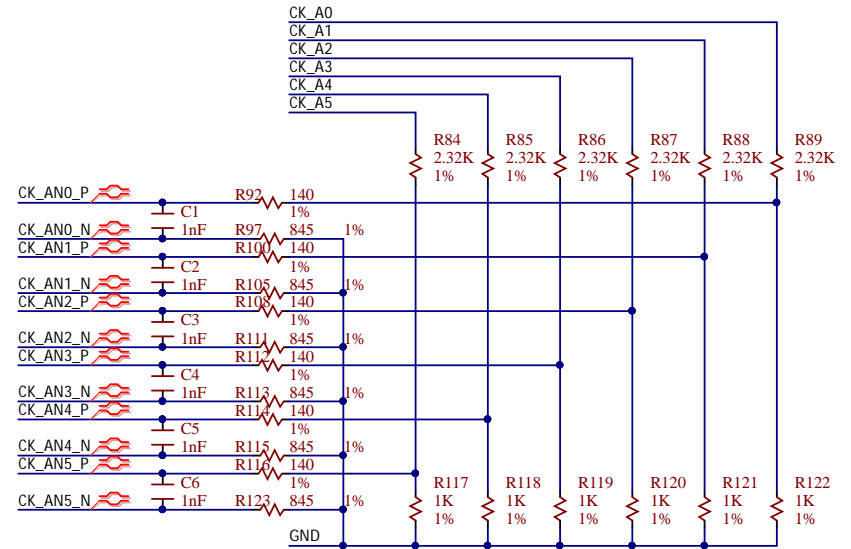 CK_A0
CK_A1
CK_A2
CK_A3
CK_A4
CK_A5
R84 R85 R86 R87 R88 R89
2.32K 2.32K 2.32K 2.32K 2.32K 2.32K
1% 1% 1% 1% 1% 1%
CK_AN0_P R92 140
C1 1%
CK_AN0_N 1nF R97 845 1%
CK_AN1_P R100 140
C2 1%
CK_AN1_N 1nF R105 845 1%
CK_AN2_P R108 140
C3 1%
CK_AN2_N 1nF R111 845 1%
CK_AN3_P R112 140
C4 1%
CK_AN3_N 1nF R113 845 1%
CK_AN4_P R114 140
C5 1%
CK_AN4_N 1nF R115 845 1%
CK_AN5_P R116 140
C6 1%
CK_AN5_N 1nF R123 845 1%
R117 R118 R119 R120 R121 R122
1K 1K 1K 1K 1K 1K
1% 1% 1% 1% 1% 1%
GND